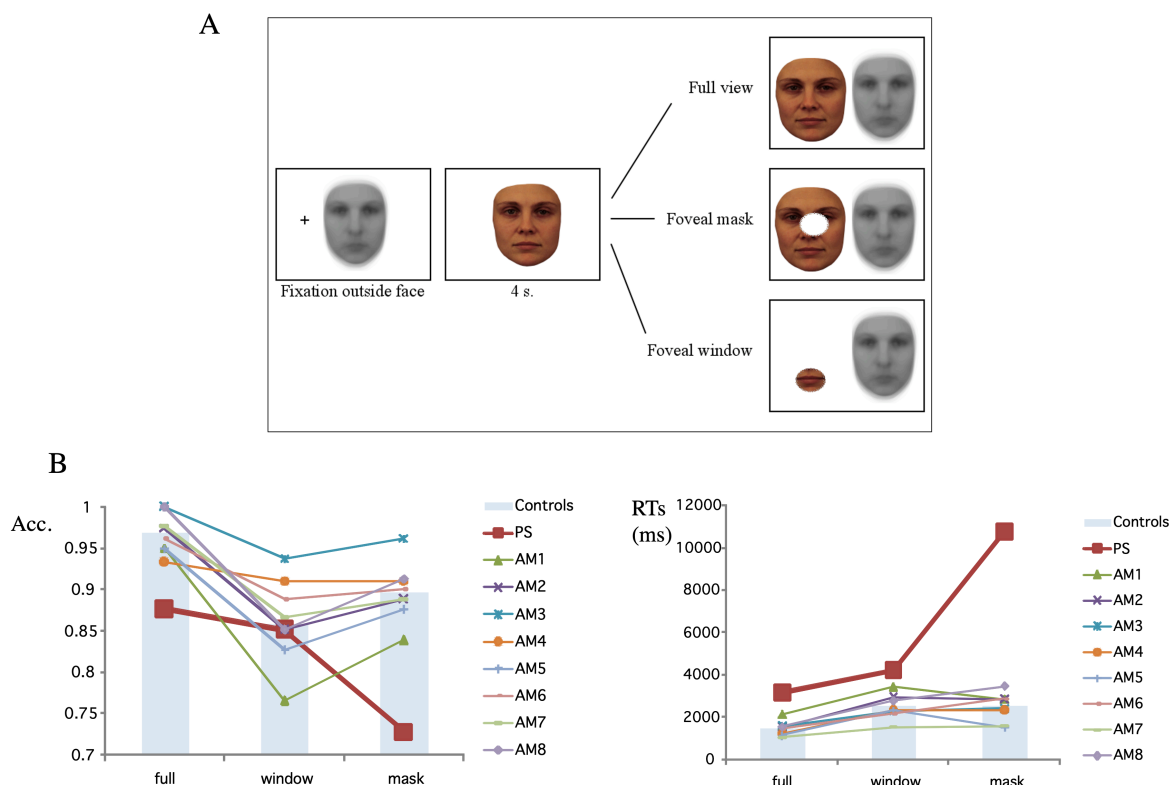 A
Full view
+
Foveal mask
Fixation outside face
4 s.
Foveal window
B
Acc.
1
0.95
0.9
0.85
0.8
0.75
0.7
full
window
mask
Controls
PS
AM1
AM2
AM3
AM4
AM5
AM6
AM7
AM8
RTs
(ms)
12000
10000
8000
6000
4000
2000
0
full
window
mask
Controls
PS
AM1
AM2
AM3
AM4
AM5
AM6
AM7
AM8